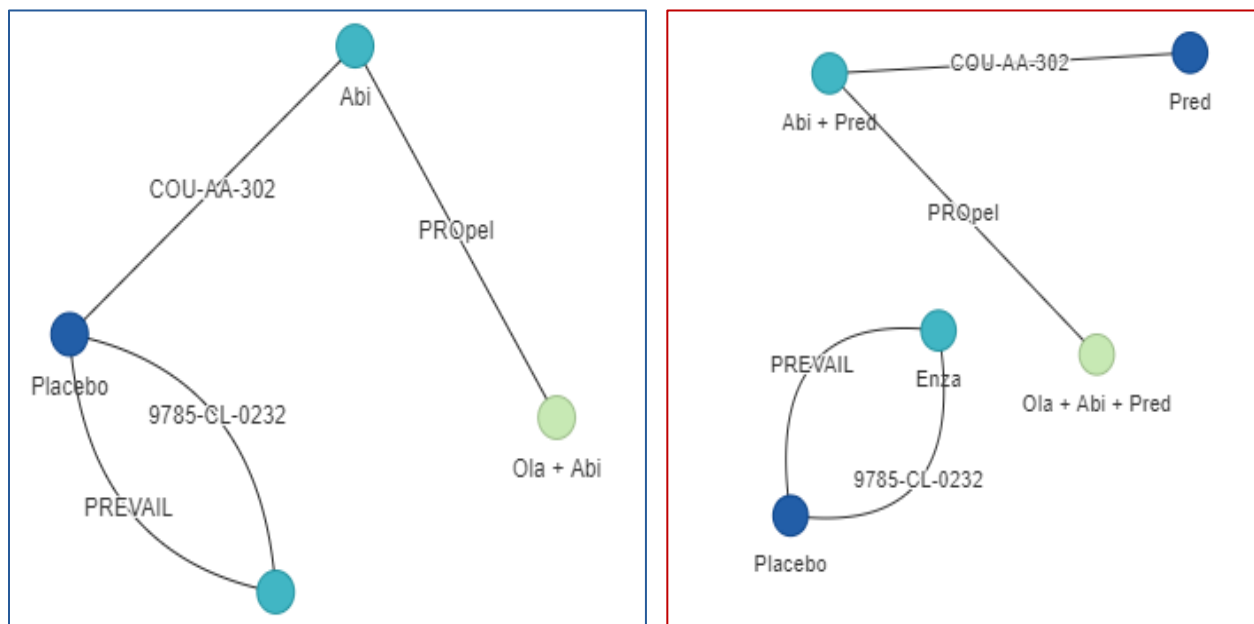 Abi
COU-AA-302
PROpel
Placebo
9785-CL-0232
Ola + Abi
PREVAIL
COU-AA-302
Pred
Abi + Pred
PROpel
PREVAIL
Enza
Ola + Abi + Pred
9785-CL-0232
Placebo